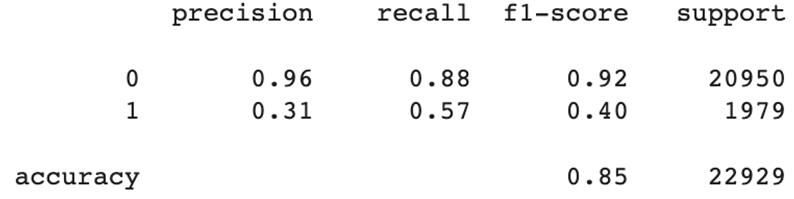 precision recall f1-score support
0 0.96 0.88 0.92 20950
1 0.31 0.57 0.40 1979
accuracy 0.85 22929